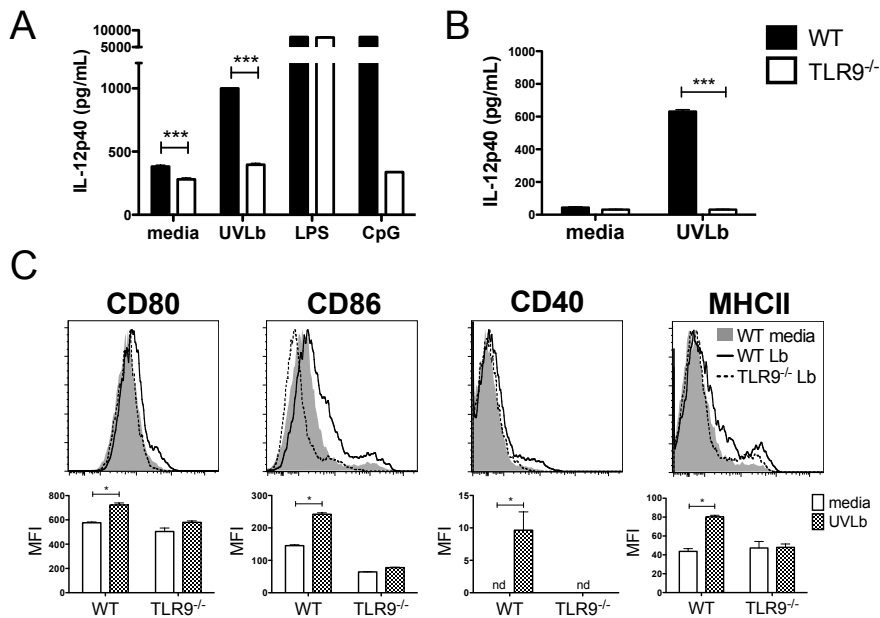 A
IL-12p40 (pg/mL)
10000
5000
1000
500
0
***
***
media UVLb LPS CpG
B
IL-12p40 (pg/mL)
1000
800
600
400
200
0
***
media UVLb
WT
TLR9-/-
C
CD80 CD86 CD40 MHCII
WT media
WT Lb
TLR9-/- Lb
MFI
800
600
400
200
0
*
WT TLR9-/-
MFI
300
200
100
0
*
WT TLR9-/-
MFI
15
10
5
0
*
nd nd
WT TLR9-/-
MFI
100
80
60
40
20
0
*
WT TLR9-/-
media
UVLb